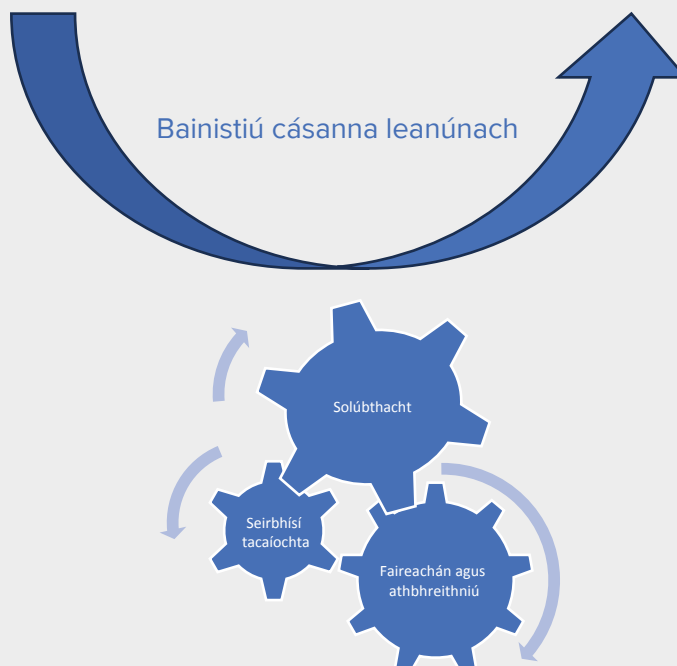 Bainistiú cásanna leanúnach
Solúbthacht
Seirbhísí
tacaíochta
Faireachán agus
athbhreithniú